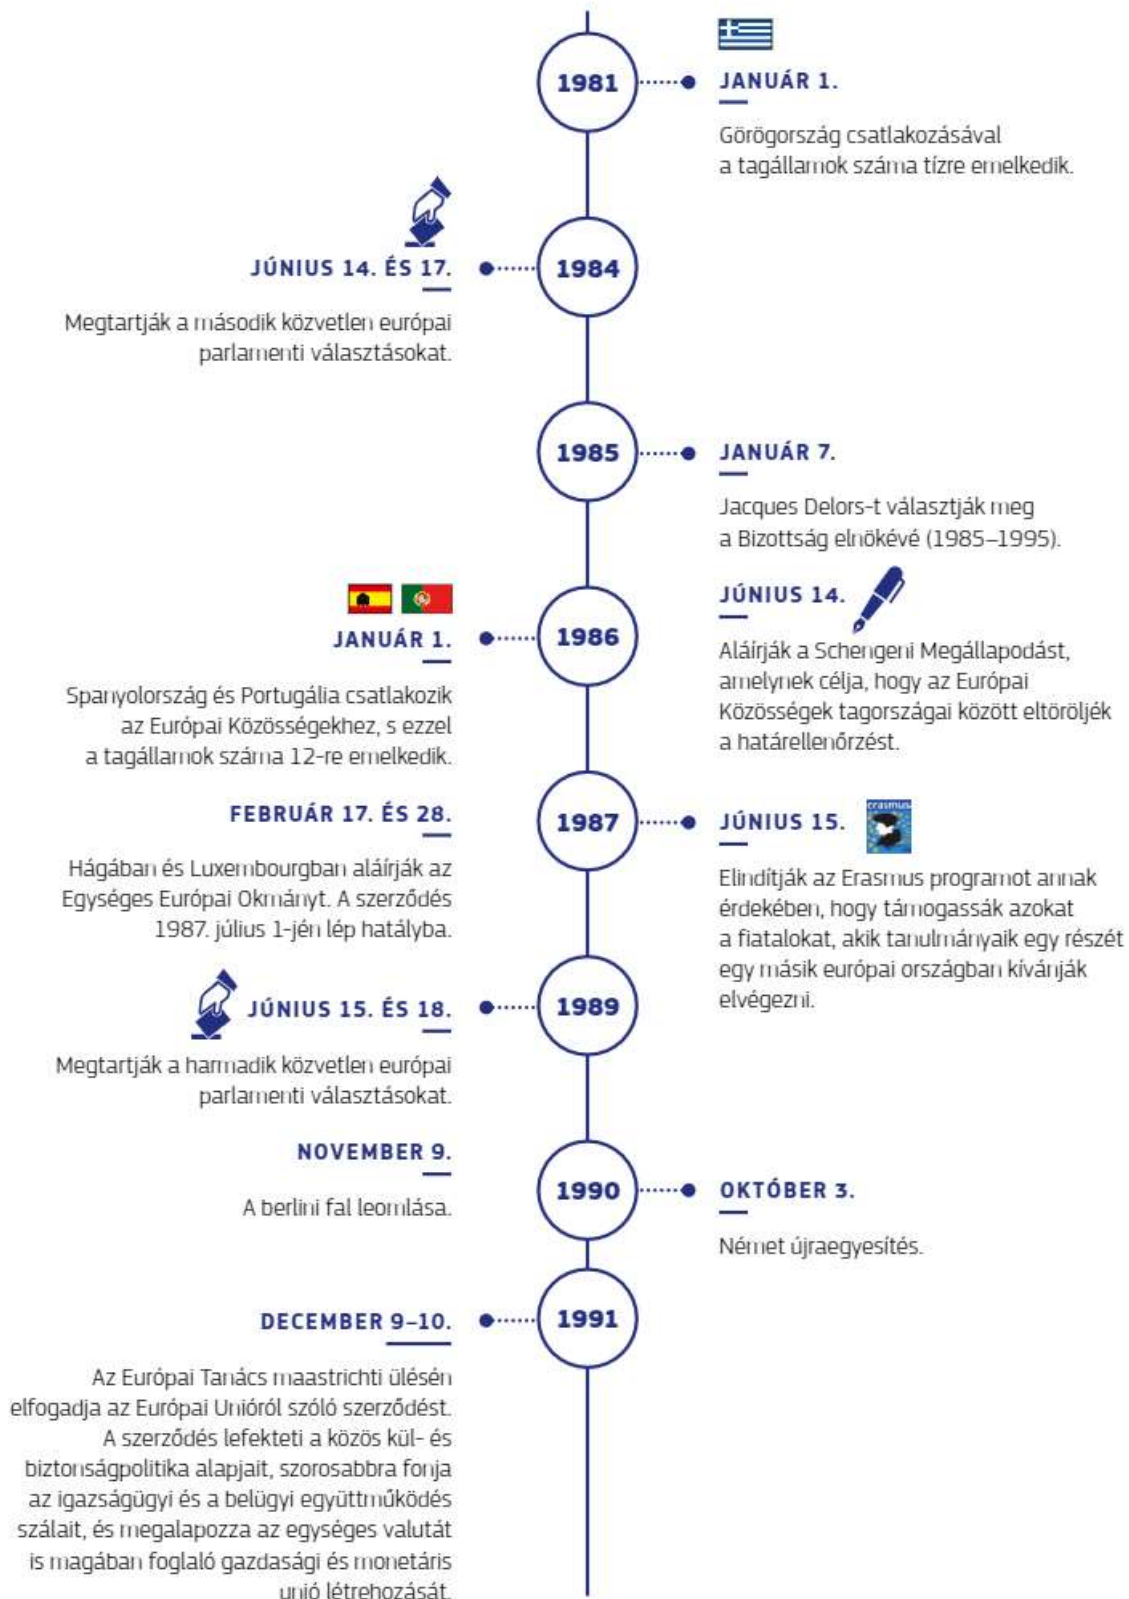 1981
JANUÁR 1.
Görögország csatlakozásával
a tagállamok száma tízre emelkedik.
1984
JÚNIUS 14. ÉS 17.
Megtartják a második közvetlen európai
parlamenti választásokat.
1985
JANUÁR 7.
Jacques Delors-t választják meg
a Bizottság elnökévé (1985–1995).
JÚNIUS 14.
Aláírják a Schengeni Megállapodást,
amelynek célja, hogy az Európai
Közösségek tagországai között eltöröljék
a határellenőrzést.
1986
JANUÁR 1.
Spanyolország és Portugália csatlakozik
az Európai Közösségekhez, s ezzel
a tagállamok száma 12-re emelkedik.
FEBRUÁR 17. ÉS 28.
Hágában és Luxembourgban aláírják az
Egységes Európai Okmányt. A szerződés
1987. július 1-jén lép hatályba.
1987
JÚNIUS 15.
erasmus
Elindítják az Erasmus programot annak
érdekében, hogy támogassák azokat
a fiatalokat, akik tanulmányaik egy részét
egy másik európai országban kívánják
elvégezni.
1989
JÚNIUS 15. ÉS 18.
Megtartják a harmadik közvetlen európai
parlamenti választásokat.
NOVEMBER 9.
A berlini fal leomlása.
1990
OKTÓBER 3.
Német újraegyesítés.
1991
DECEMBER 9–10.
Az Európai Tanács maastrichti ülésén
elfogadja az Európai Unióról szóló szerződést.
A szerződés lefekteti a közös kül- és
biztonságpolitika alapjait, szorosabbra fonja
az igazságügyi és a belügyi együttműködés
szálait, és megalapozza az egységes valutát
is magában foglaló gazdasági és monetáris
unió létrehozását.